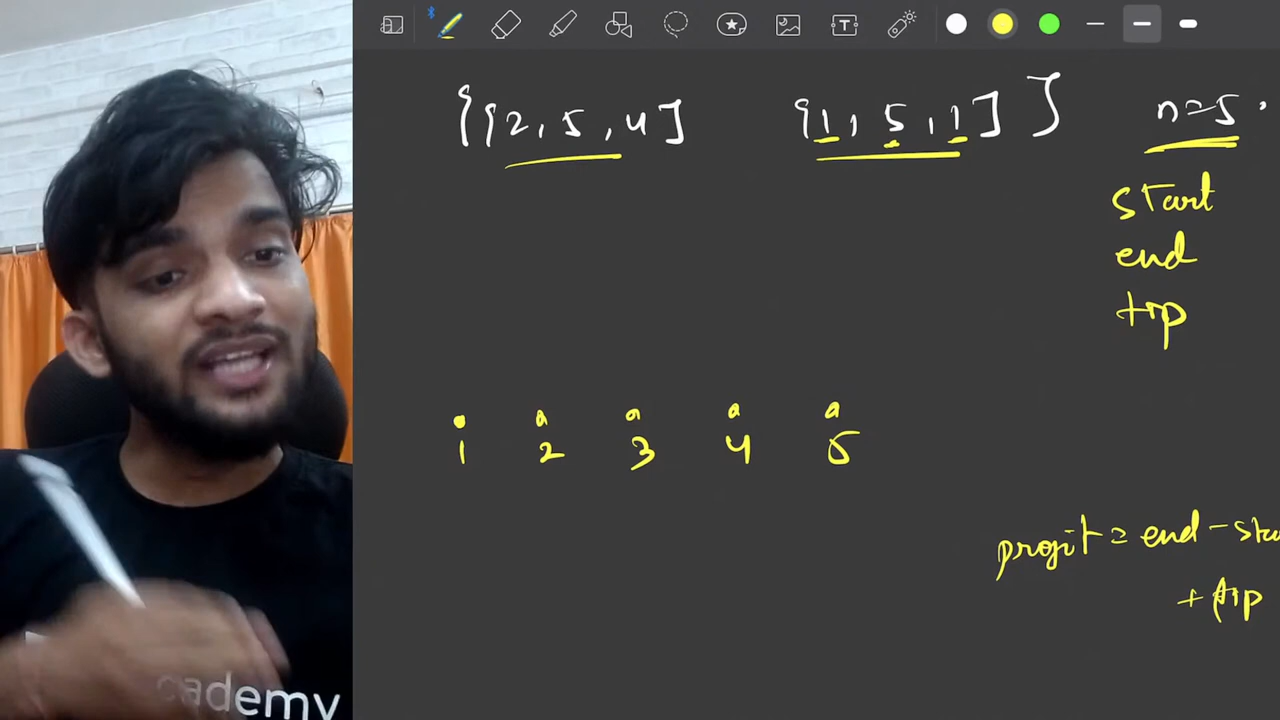 {{2,5,4] {1,5,1]} n=5.
start
end
tip
1 2 3 4 5
profit = end-sta
+ tip
ademy